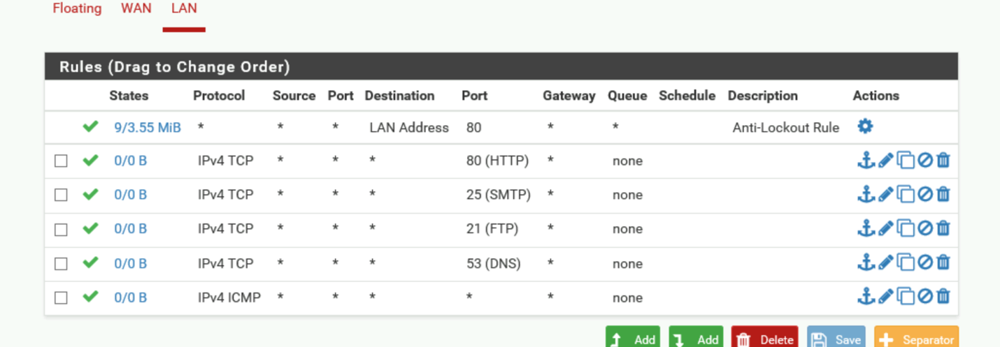 Floating WAN LAN
Rules (Drag to Change Order)
States Protocol Source Port Destination Port Gateway Queue Schedule Description Actions
9/3.55 MiB * * * LAN Address 80 * * Anti-Lockout Rule
0/0 B IPv4 TCP * * * 80 (HTTP) * none
0/0 B IPv4 TCP * * * 25 (SMTP) * none
0/0 B IPv4 TCP * * * 21 (FTP) * none
0/0 B IPv4 TCP * * * 53 (DNS) * none
0/0 B IPv4 ICMP * * * * * none
Add Add Delete Save Separator